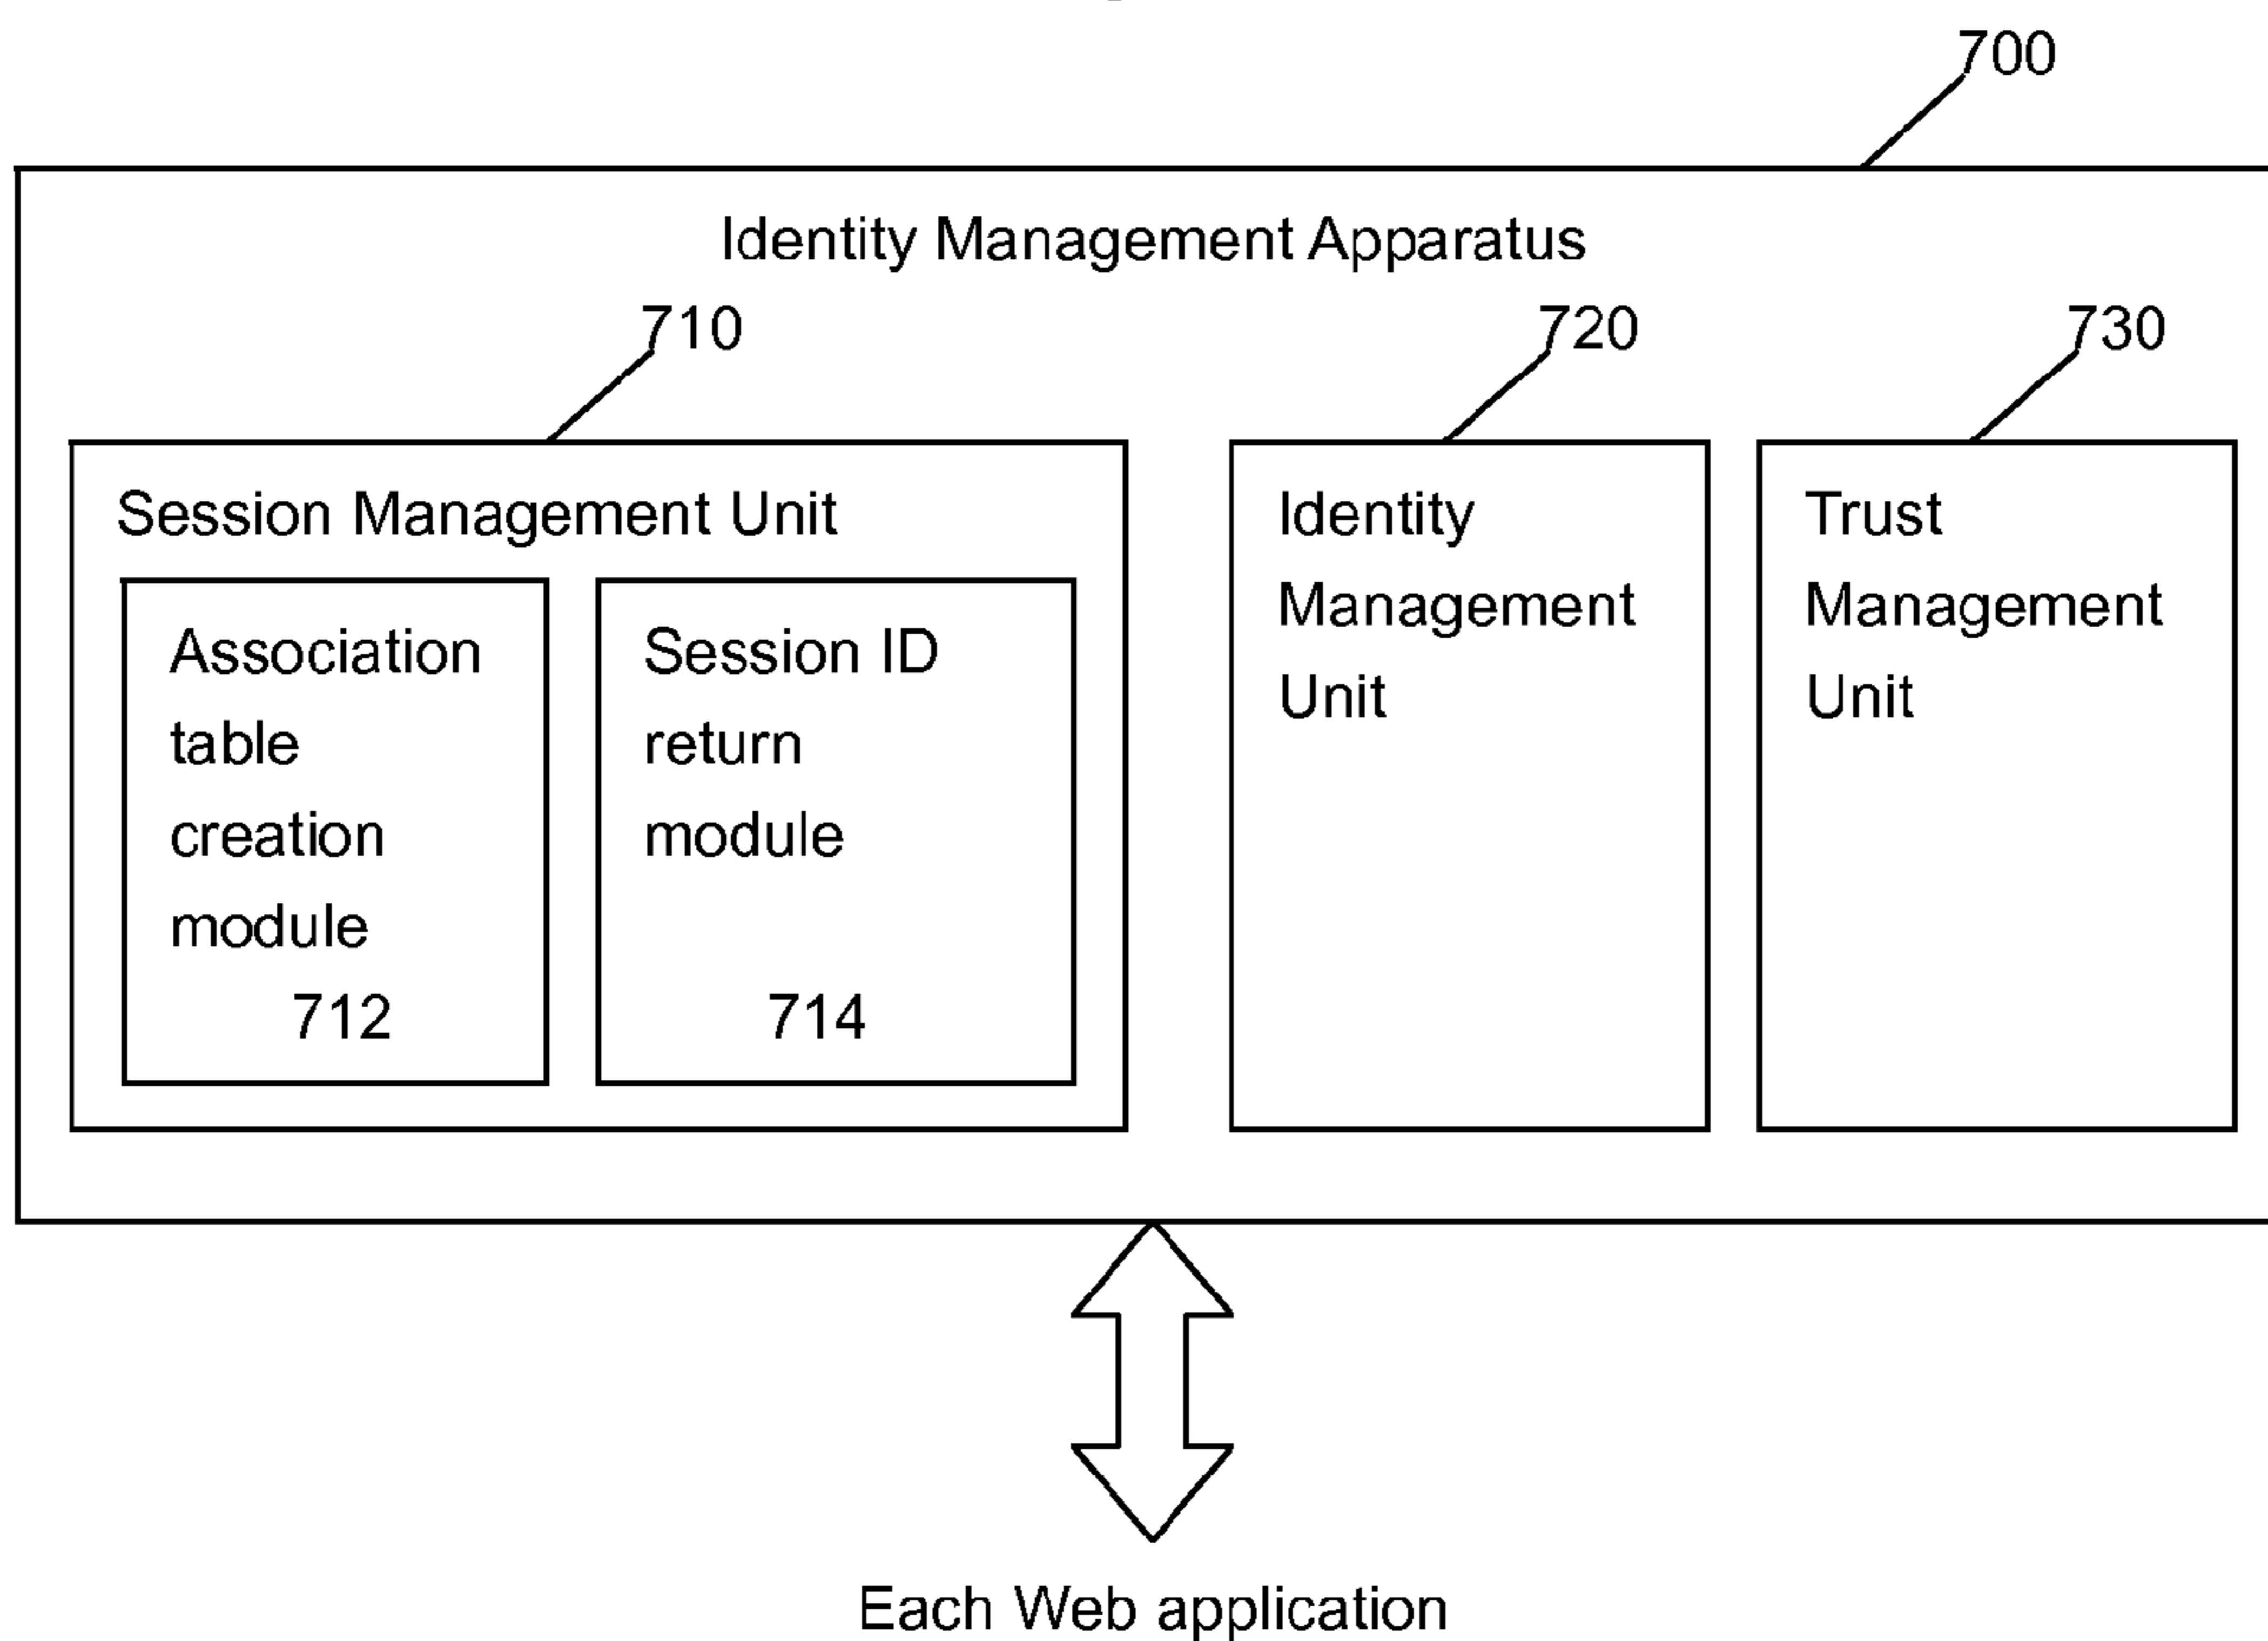 700
Identity Management Apparatus
710
720
730
Session Management Unit
Association
table
creation
module
712
Session ID
return
module
714
Identity
Management
Unit
Trust
Management
Unit
Each Web application